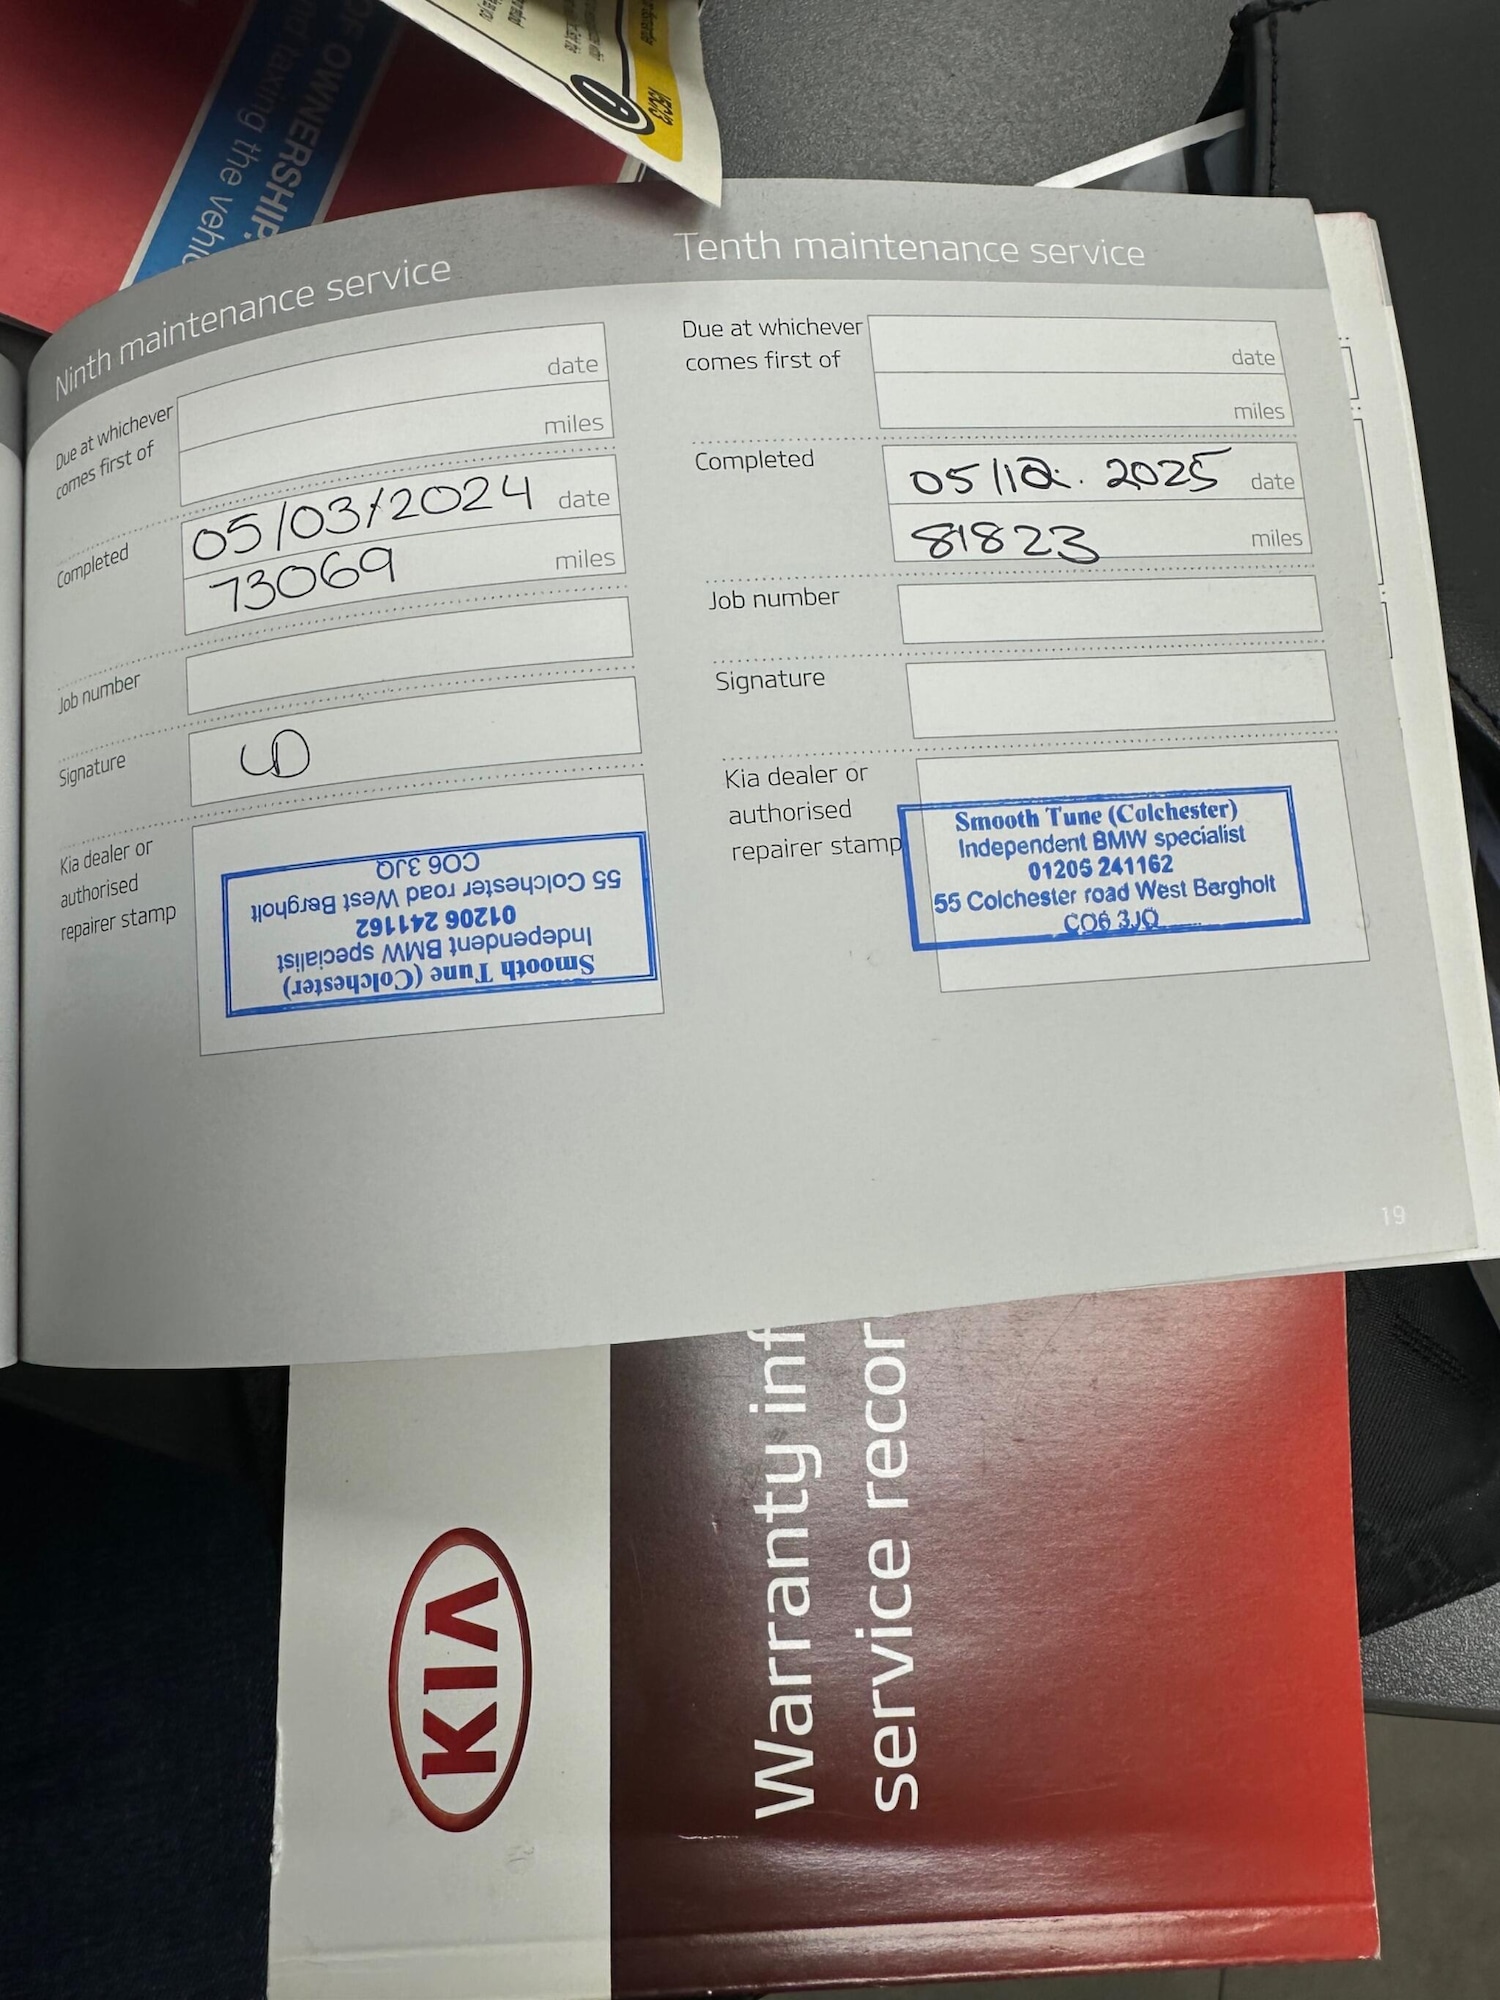 OF OWNERSHIP.
nd taxing the vehic
Ninth maintenance service
Due at whichever
comes first of
date
miles
Completed
05/03/2024 date
73069 miles
Job number
Signature
Kia dealer or
authorised
repairer stamp
Smooth Tune (Colchester)
Independent BMW specialist
01206 241162
55 Colchester road West Bergholt
CO6 3JQ
Tenth maintenance service
Due at whichever
comes first of
date
miles
Completed
05/12. 2025 date
81823 miles
Job number
Signature
Kia dealer or
authorised
repairer stamp
Smooth Tune (Colchester)
Independent BMW specialist
01206 241162
55 Colchester road West Bergholt
CO6 3JQ
19
KIA
Warranty inf
service recor